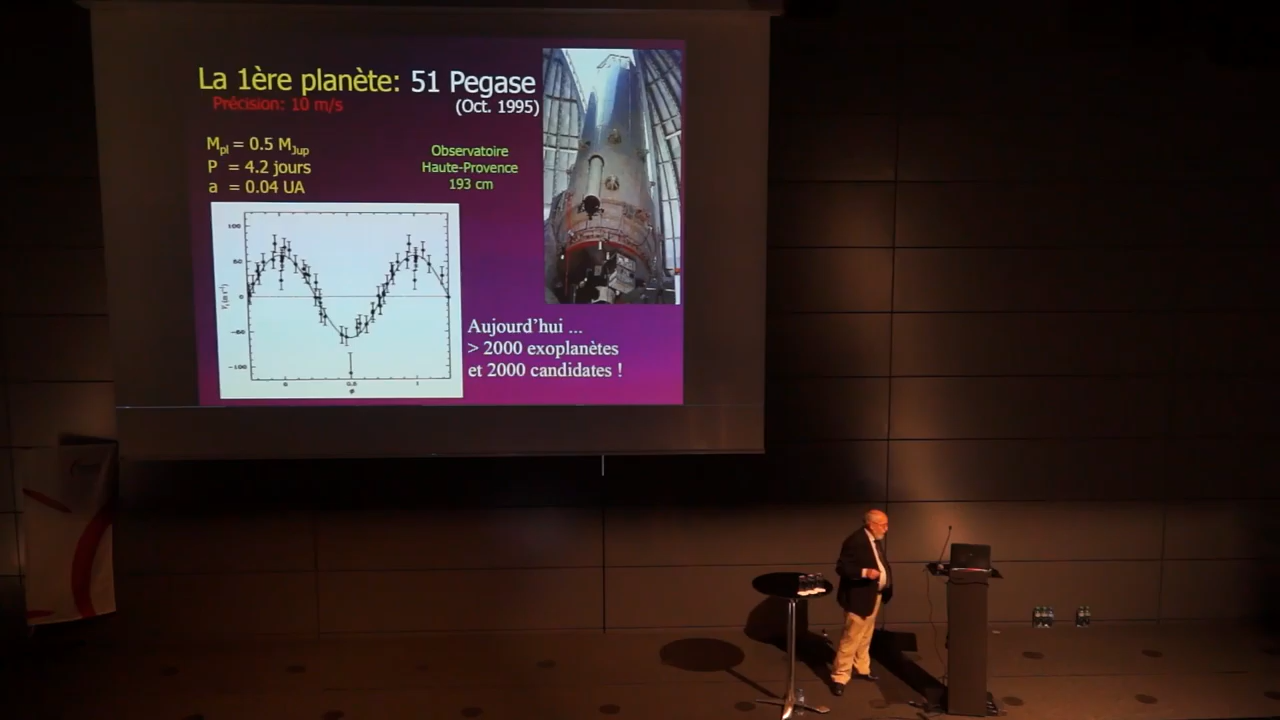 La 1ère planète: 51 Pegase
Précision: 10 m/s
(Oct. 1995)
Mpl = 0.5 MJup
P = 4.2 jours
a = 0.04 UA
Observatoire
Haute-Provence
193 cm
100
50
0
-50
-100
0
0.5
1
φ
Aujourd'hui ...
> 2000 exoplanètes
et 2000 candidates !